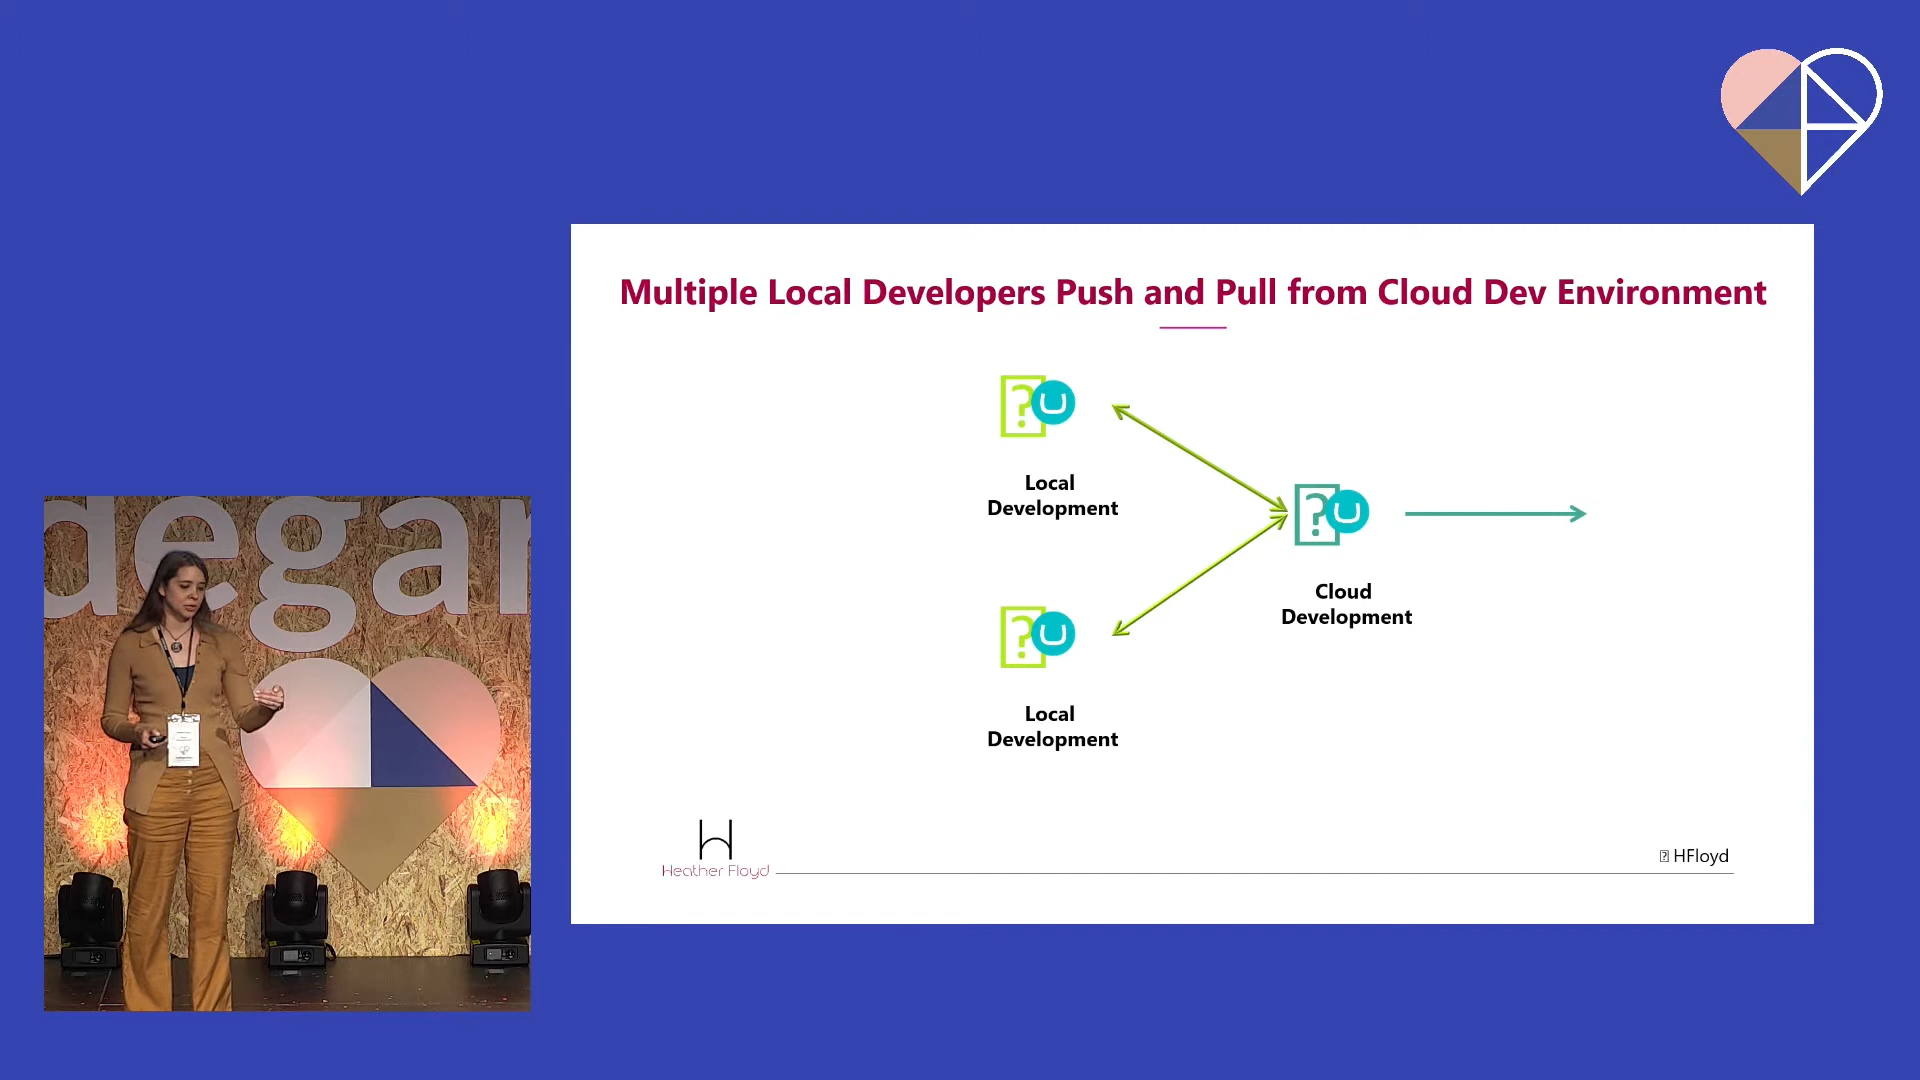 Multiple Local Developers Push and Pull from Cloud Dev Environment
Local
Development
Cloud
Development
Local
Development
Heather Floyd
HFloyd
degar